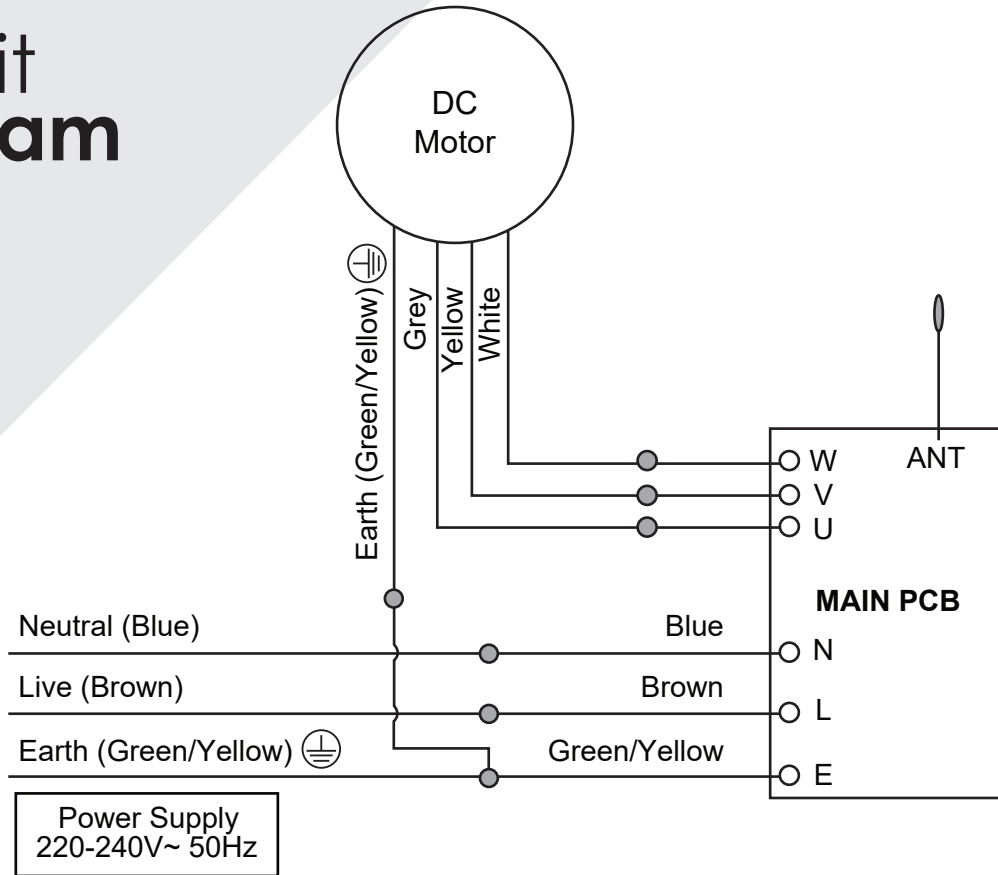 it
am
DC
Motor
Earth (Green/Yellow)
Grey
Yellow
White
ANT
W
V
U
MAIN PCB
Neutral (Blue)
Blue
N
Live (Brown)
Brown
L
Earth (Green/Yellow)
Green/Yellow
E
Power Supply
220-240V~ 50Hz